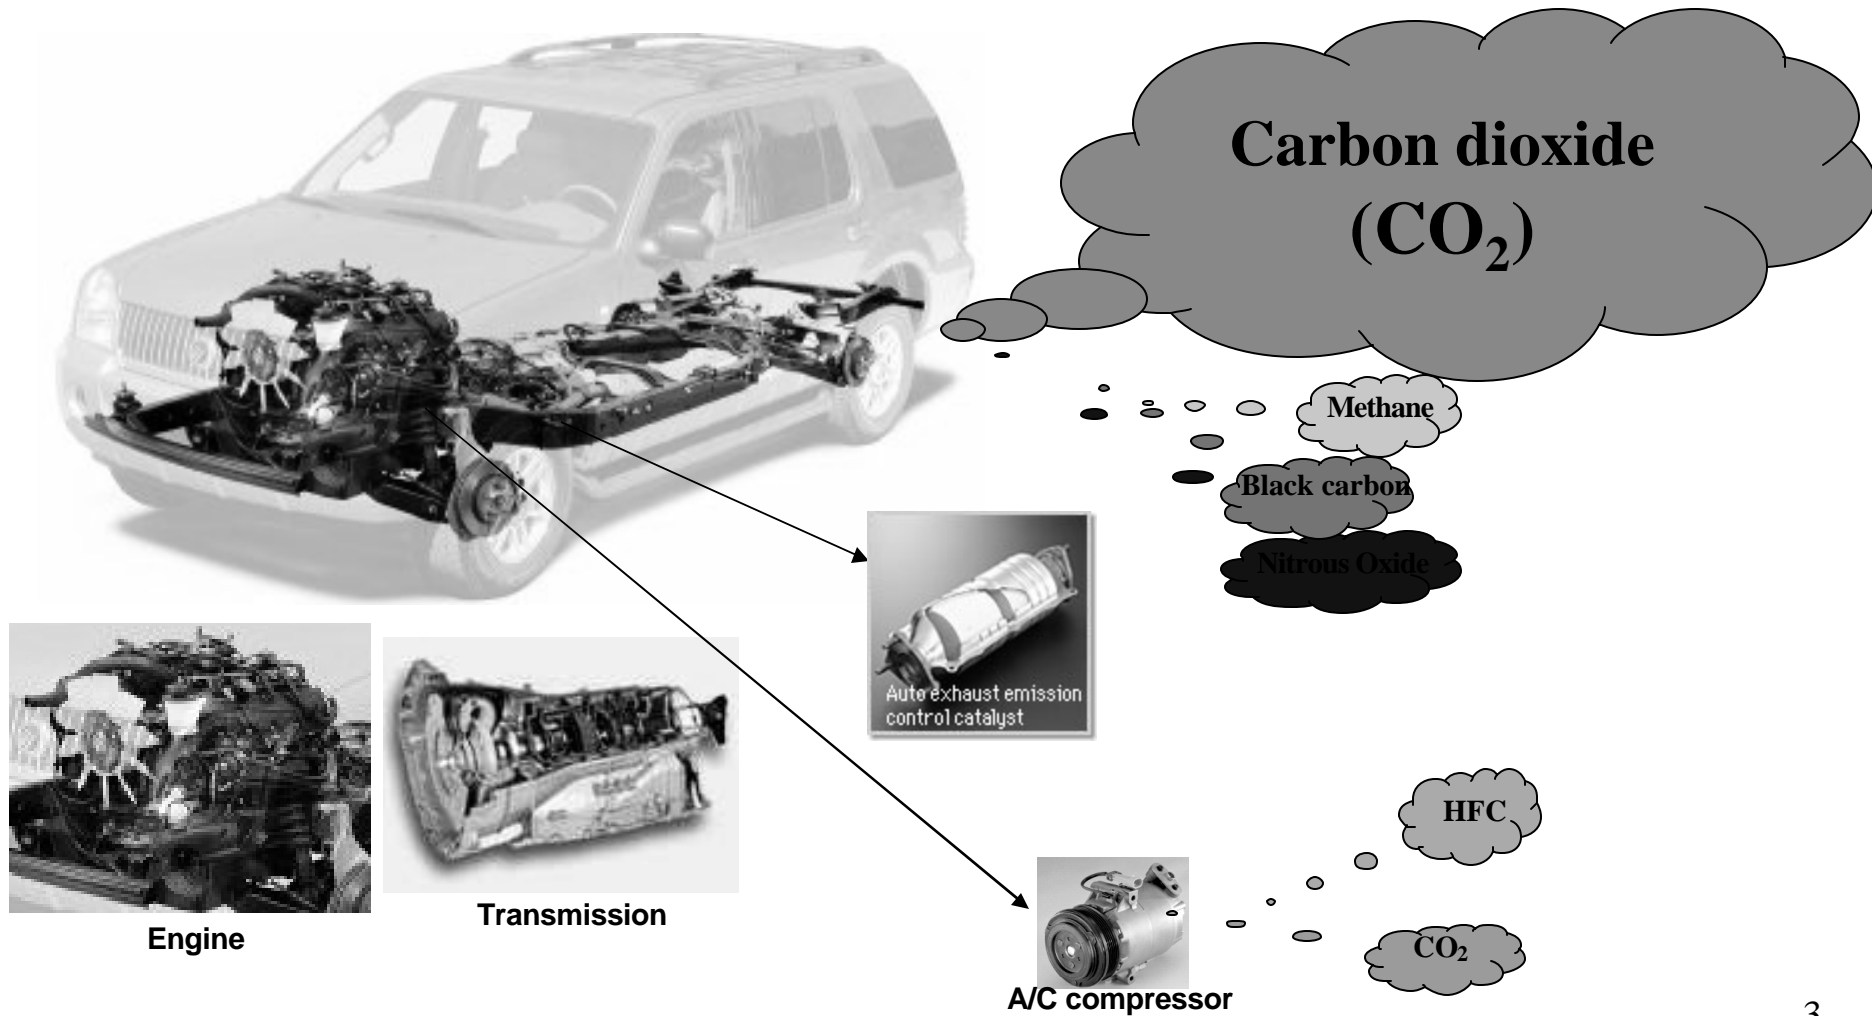 Carbon dioxide
(CO₂)
Methane
Black carbon
Nitrous Oxide
Auto exhaust emission
control catalyst
HFC
CO₂
Engine
Transmission
A/C compressor
3